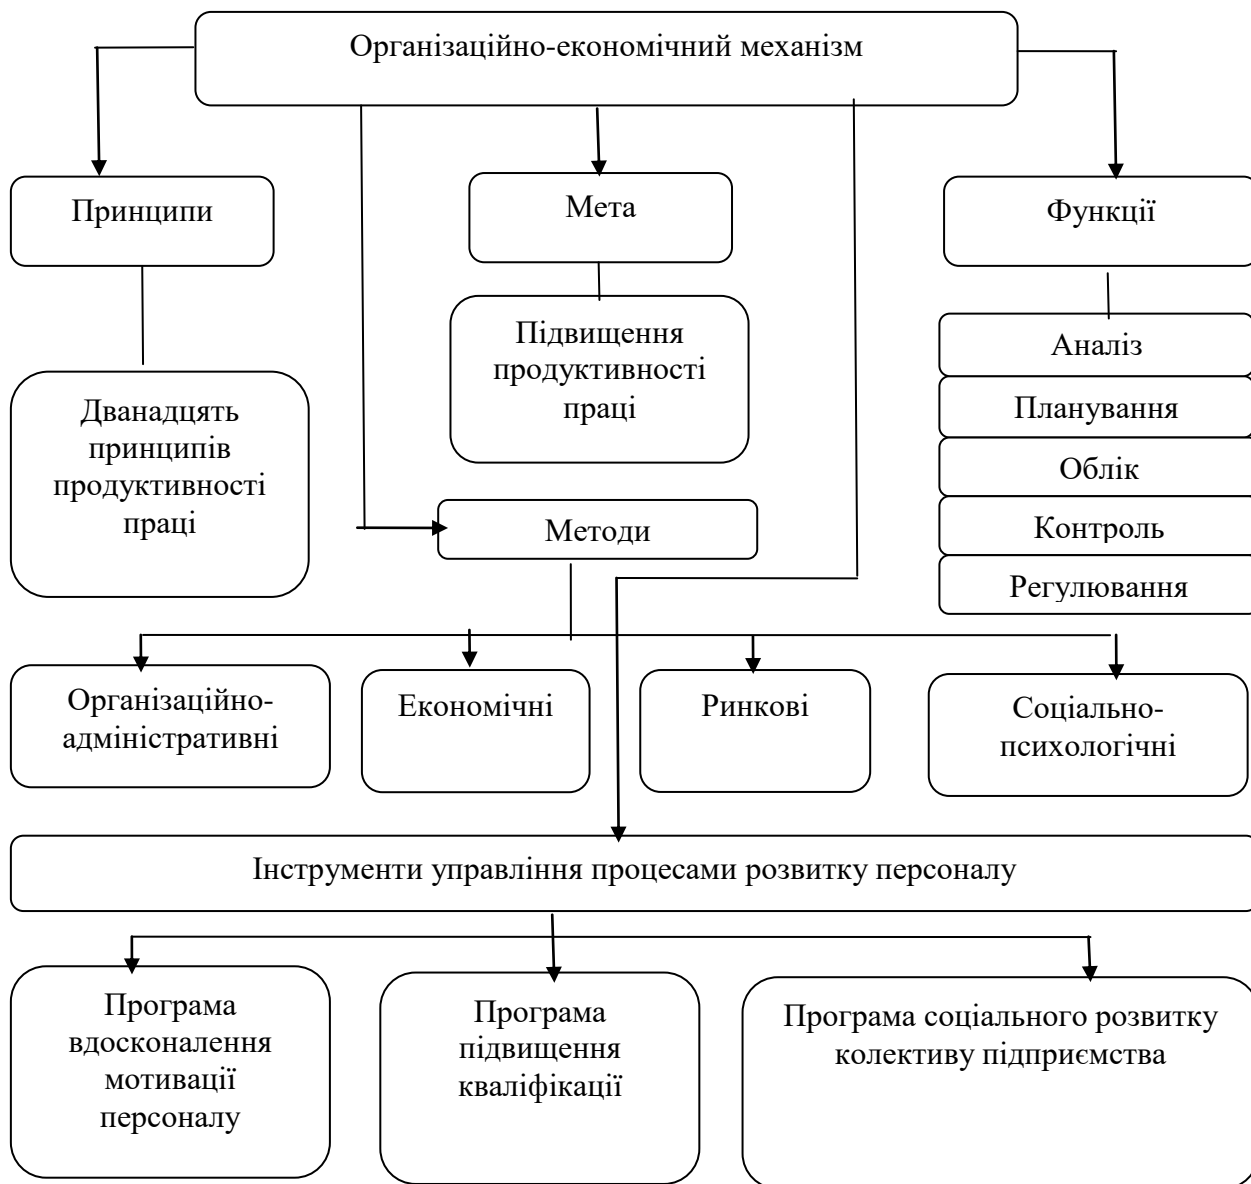 Організаційно-економічний механізм
Принципи
Мета
Функції
Підвищення
продуктивності
праці
Аналіз
Планування
Облік
Контроль
Регулювання
Дванадцять
принципів
продуктивності
праці
Методи
Організаційно-
адміністративні
Економічні
Ринкові
Соціально-
психологічні
Інструменти управління процесами розвитку персоналу
Програма
вдосконалення
мотивації
персоналу
Програма
підвищення
кваліфікації
Програма соціального розвитку
колективу підприємства